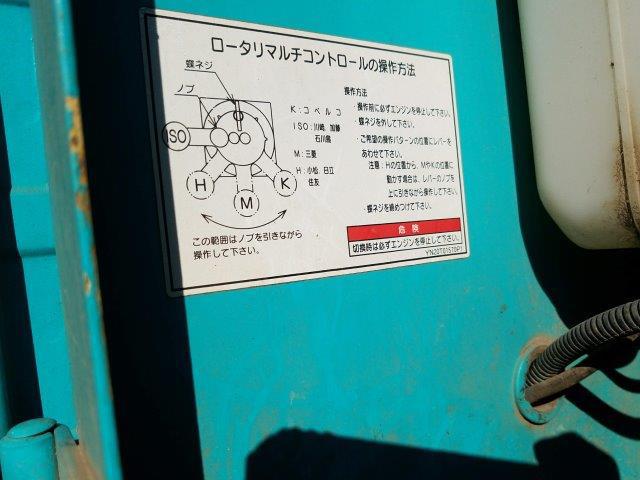 ロータリマルチコントロールの操作方法
蝶ネジ
ノブ
ISO
H
M
K
この範囲はノブを引きながら
操作して下さい。
K:コベルコ
ISO:川崎、加藤
石川島
M:三菱
H:小松、日立
住友
操作方法
・操作前に必ずエンジンを停止して下さい。
・蝶ネジを外して下さい。
・ご希望の操作パターンの位置にレバーを
あわせて下さい。
注意:Hの位置から、MやKの位置に
動かす場合は、レバーのノブを
上に引きながら操作して下さい。
・蝶ネジを締めつけて下さい。
危険
切換時は必ずエンジンを停止して下さい。
YN20T01579P1